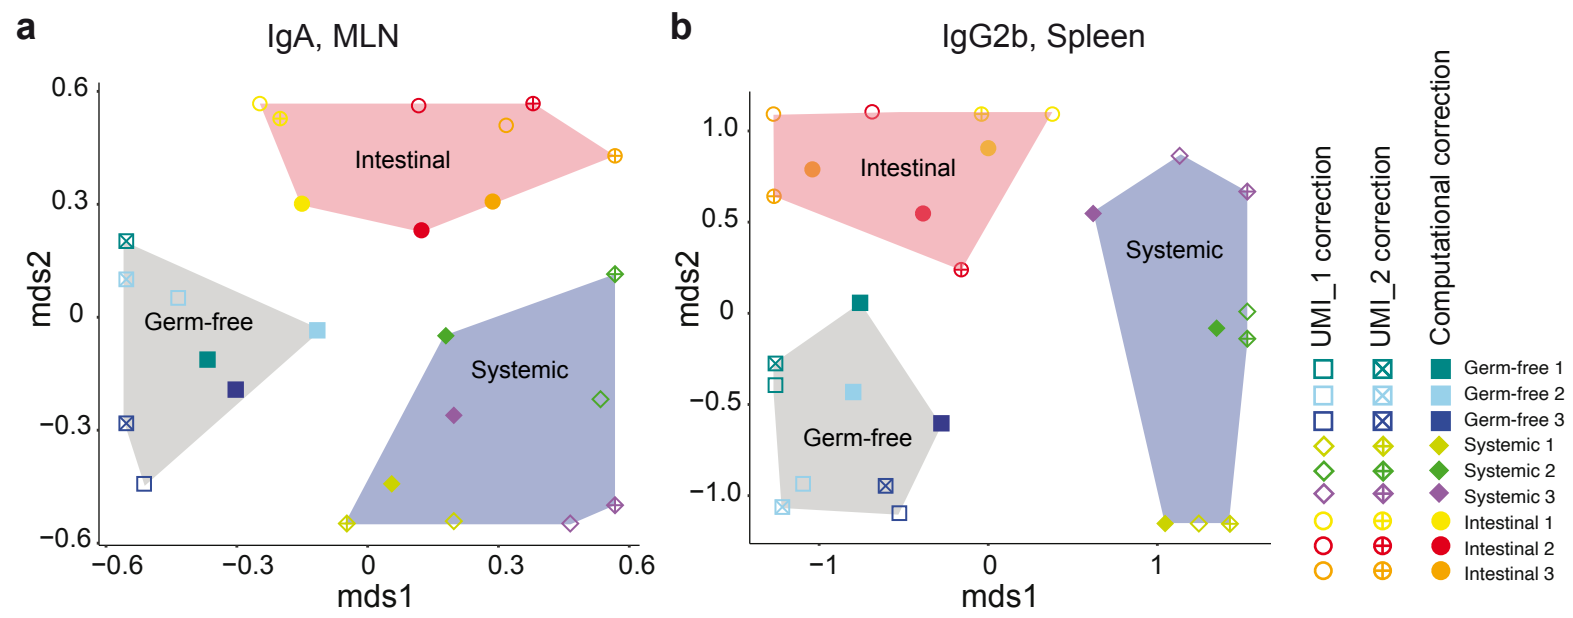 a
IgA, MLN
mds2
0.6
0.3
0
−0.3
−0.6
−0.6
−0.3
0
0.3
0.6
mds1
Intestinal
Germ-free
Systemic
b
IgG2b, Spleen
mds2
1.0
0.5
0
−0.5
−1.0
−1
0
1
mds1
Intestinal
Systemic
Germ-free
UMI_1 correction
UMI_2 correction
Computational correction
Germ-free 1
Germ-free 2
Germ-free 3
Systemic 1
Systemic 2
Systemic 3
Intestinal 1
Intestinal 2
Intestinal 3